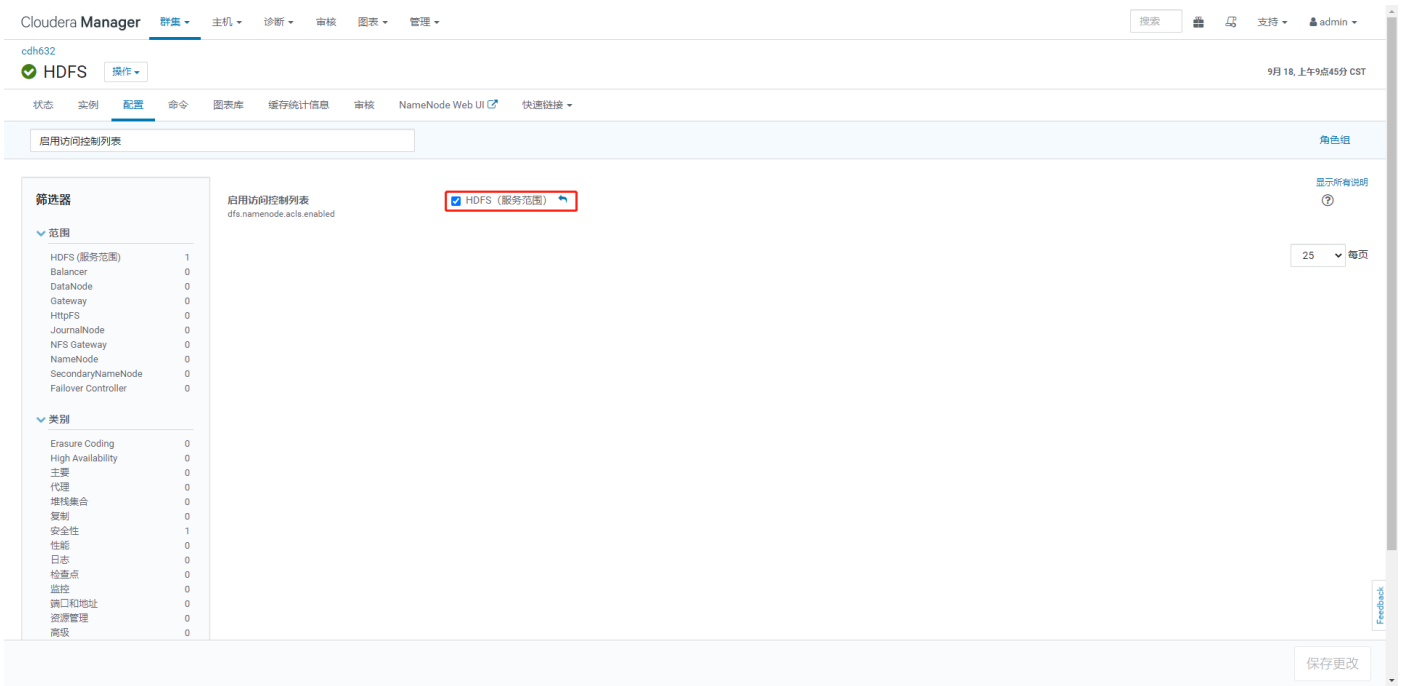 Cloudera Manager 群集 主机 诊断 审核 图表 管理 搜索 支持 admin
cdh632
HDFS 操作 9月 18, 上午9点45分 CST
状态 实例 配置 命令 图表库 缓存统计信息 审核 NameNode Web UI 快速链接
启用访问控制列表 角色组
显示所有说明
筛选器 启用访问控制列表 HDFS（服务范围）
dfs.namenode.acls.enabled
范围
HDFS (服务范围) 1
25 每页
Balancer 0
DataNode 0
Gateway 0
HttpFS 0
JournalNode 0
NFS Gateway 0
NameNode 0
SecondaryNameNode 0
Failover Controller 0
类别
Erasure Coding 0
High Availability 0
主要 0
代理 0
堆栈集合 0
复制 0
安全性 1
性能 0
日志 0
检查点 0
监控 0
端口和地址 0
资源管理 0
高级 0
Feedback
保存更改